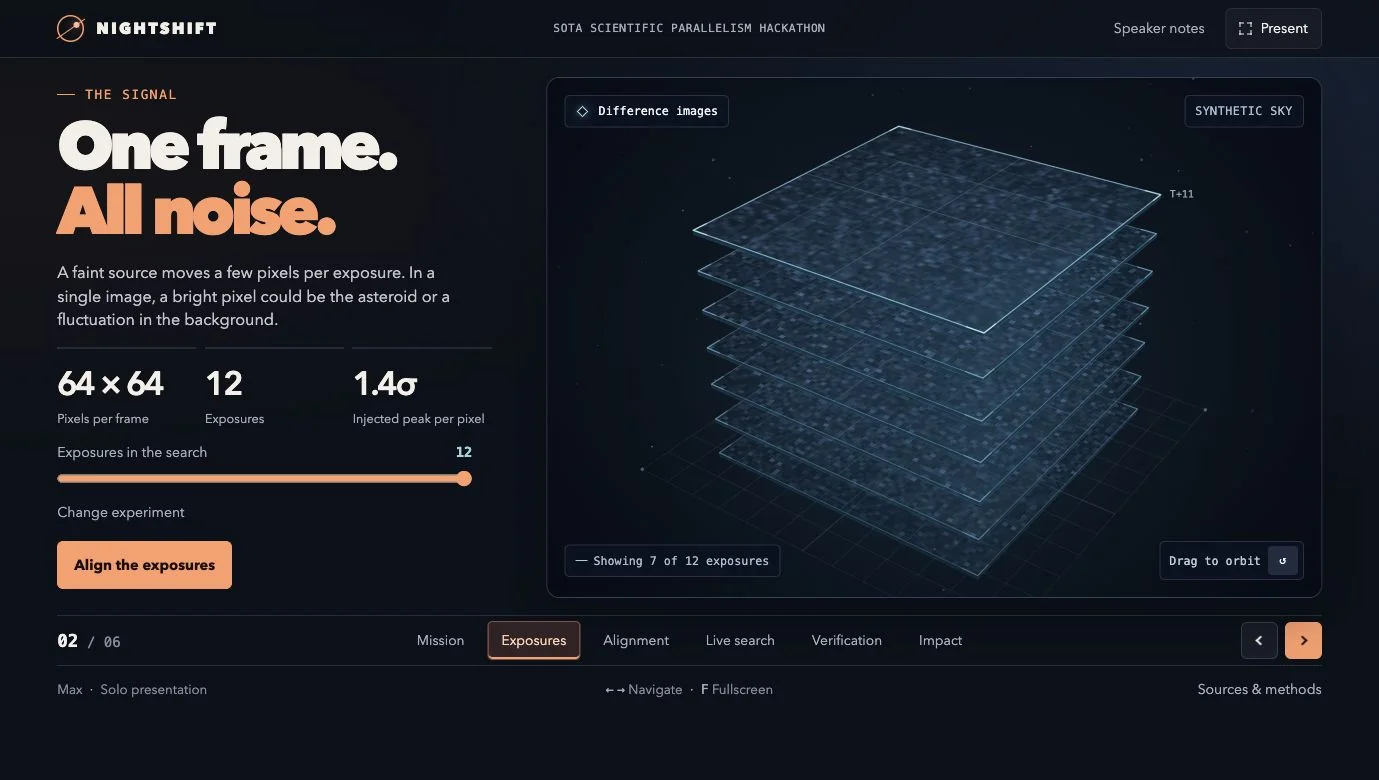 NIGHTSHIFT
SOTA SCIENTIFIC PARALLELISM HACKATHON
Speaker notes
Present
— THE SIGNAL
One frame.
All noise.
A faint source moves a few pixels per exposure. In a
single image, a bright pixel could be the asteroid or a
fluctuation in the background.
64 × 64
Pixels per frame
12
Exposures
1.4σ
Injected peak per pixel
Exposures in the search
12
Change experiment
Align the exposures
◇ Difference images
SYNTHETIC SKY
T+11
— Showing 7 of 12 exposures
Drag to orbit ↺
02 / 06
Mission
Exposures
Alignment
Live search
Verification
Impact
‹
›
Max · Solo presentation
←→ Navigate · F Fullscreen
Sources & methods